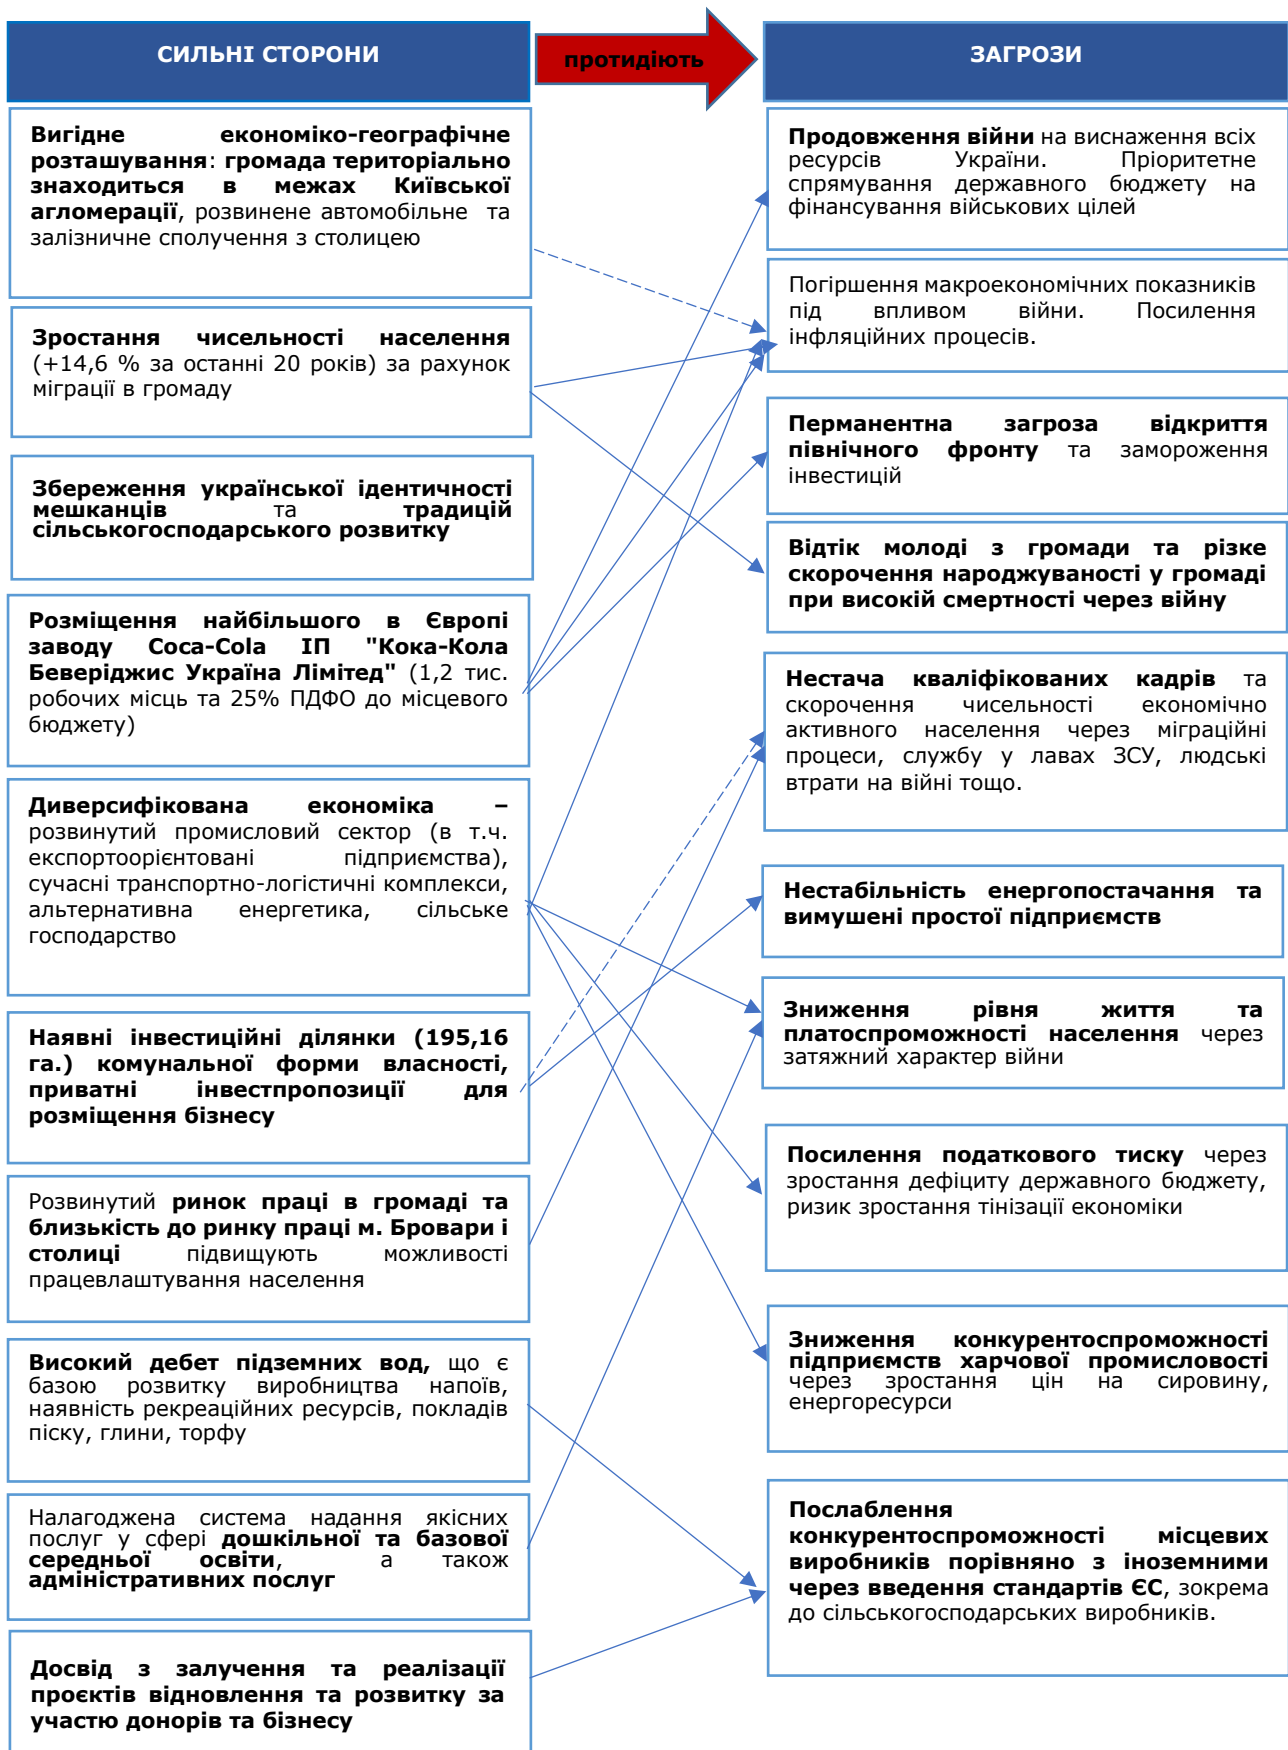 СИЛЬНІ СТОРОНИ
протидіють
ЗАГРОЗИ
Вигідне економіко-географічне
розташування: громада територіально
знаходиться в межах Київської
агломерації, розвинене автомобільне та
залізничне сполучення з столицею
Зростання чисельності населення
(+14,6 % за останні 20 років) за рахунок
міграції в громаду
Збереження української ідентичності
мешканців та традицій
сільськогосподарського розвитку
Розміщення найбільшого в Європі
заводу Coca-Cola ІП "Кока-Кола
Беверіджис Україна Лімітед" (1,2 тис.
робочих місць та 25% ПДФО до місцевого
бюджету)
Диверсифікована економіка –
розвинутий промисловий сектор (в т.ч.
експортоорієнтовані підприємства),
сучасні транспортно-логістичні комплекси,
альтернативна енергетика, сільське
господарство
Наявні інвестиційні ділянки (195,16
га.) комунальної форми власності,
приватні інвестпропозиції для
розміщення бізнесу
Розвинутий ринок праці в громаді та
близькість до ринку праці м. Бровари і
столиці підвищують можливості
працевлаштування населення
Високий дебет підземних вод, що є
базою розвитку виробництва напоїв,
наявність рекреаційних ресурсів, покладів
піску, глини, торфу
Налагоджена система надання якісних
послуг у сфері дошкільної та базової
середньої освіти, а також
адміністративних послуг
Досвід з залучення та реалізації
проєктів відновлення та розвитку за
участю донорів та бізнесу
Продовження війни на виснаження всіх
ресурсів України. Пріоритетне
спрямування державного бюджету на
фінансування військових цілей
Погіршення макроекономічних показників
під впливом війни. Посилення
інфляційних процесів.
Перманентна загроза відкриття
північного фронту та замороження
інвестицій
Відтік молоді з громади та різке
скорочення народжуваності у громаді
при високій смертності через війну
Нестача кваліфікованих кадрів та
скорочення чисельності економічно
активного населення через міграційні
процеси, службу у лавах ЗСУ, людські
втрати на війні тощо.
Нестабільність енергопостачання та
вимушені простої підприємств
Зниження рівня життя та
платоспроможності населення через
затяжний характер війни
Посилення податкового тиску через
зростання дефіциту державного бюджету,
ризик зростання тінізації економіки
Зниження конкурентоспроможності
підприємств харчової промисловості
через зростання цін на сировину,
енергоресурси
Послаблення
конкурентоспроможності місцевих
виробників порівняно з іноземними
через введення стандартів ЄС, зокрема
до сільськогосподарських виробників.